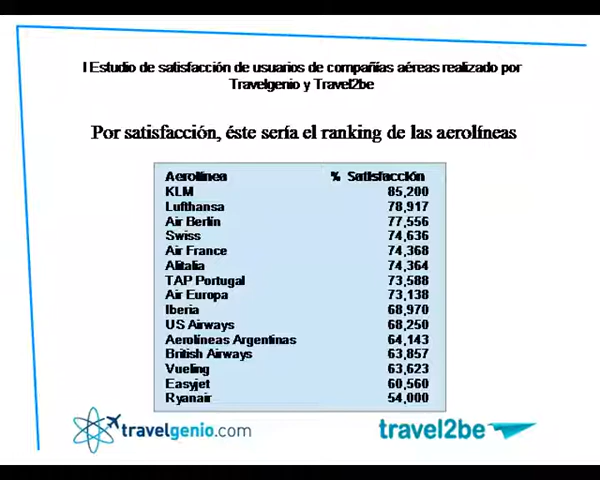 I Estudio de satisfacción de usuarios de compañías aéreas realizado por
Travelgenio y Travel2be
Por satisfacción, éste sería el ranking de las aerolíneas
Aerolínea % Satisfacción
KLM 85,200
Lufthansa 78,917
Air Berlín 77,556
Swiss 74,636
Air France 74,368
Alitalia 74,364
TAP Portugal 73,588
Air Europa 73,138
Iberia 68,970
US Airways 68,250
Aerolíneas Argentinas 64,143
British Airways 63,857
Vueling 63,623
Easyjet 60,560
Ryanair 54,000
travelgenio.com
travel2be